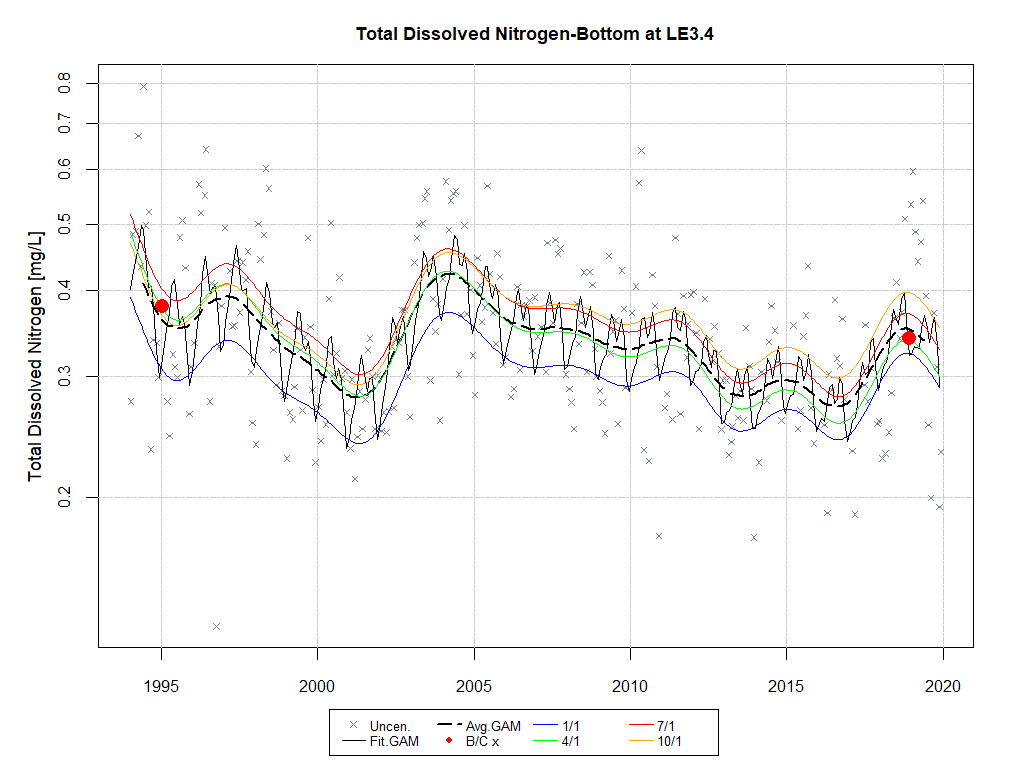 Total Dissolved Nitrogen-Bottom at LE3.4
Total Dissolved Nitrogen [mg/L]
0.8
0.7
0.6
0.5
0.4
0.3
0.2
1995 2000 2005 2010 2015 2020
Uncen. Avg.GAM 1/1 7/1
Fit.GAM B/C x 4/1 10/1